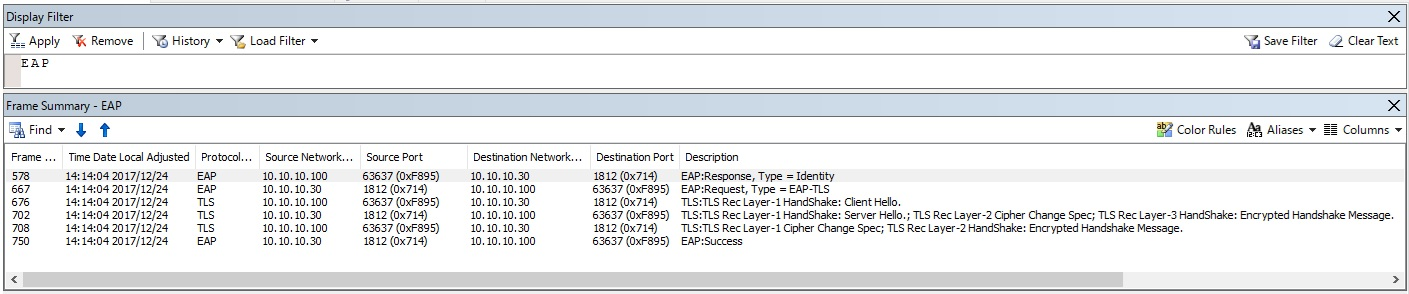 Display Filter
Apply Remove History Load Filter Save Filter Clear Text
EAP
Frame Summary - EAP
Find Color Rules Aliases Columns
Frame ... Time Date Local Adjusted Protocol... Source Network... Source Port Destination Network... Destination Port Description
578 14:14:04 2017/12/24 EAP 10.10.10.100 63637 (0xF895) 10.10.10.30 1812 (0x714) EAP:Response, Type = Identity
667 14:14:04 2017/12/24 EAP 10.10.10.30 1812 (0x714) 10.10.10.100 63637 (0xF895) EAP:Request, Type = EAP-TLS
676 14:14:04 2017/12/24 TLS 10.10.10.100 63637 (0xF895) 10.10.10.30 1812 (0x714) TLS:TLS Rec Layer-1 HandShake: Client Hello.
702 14:14:04 2017/12/24 TLS 10.10.10.30 1812 (0x714) 10.10.10.100 63637 (0xF895) TLS:TLS Rec Layer-1 HandShake: Server Hello.; TLS Rec Layer-2 Cipher Change Spec; TLS Rec Layer-3 HandShake: Encrypted Handshake Message.
708 14:14:04 2017/12/24 TLS 10.10.10.100 63637 (0xF895) 10.10.10.30 1812 (0x714) TLS:TLS Rec Layer-1 Cipher Change Spec; TLS Rec Layer-2 HandShake: Encrypted Handshake Message.
750 14:14:04 2017/12/24 EAP 10.10.10.30 1812 (0x714) 10.10.10.100 63637 (0xF895) EAP:Success